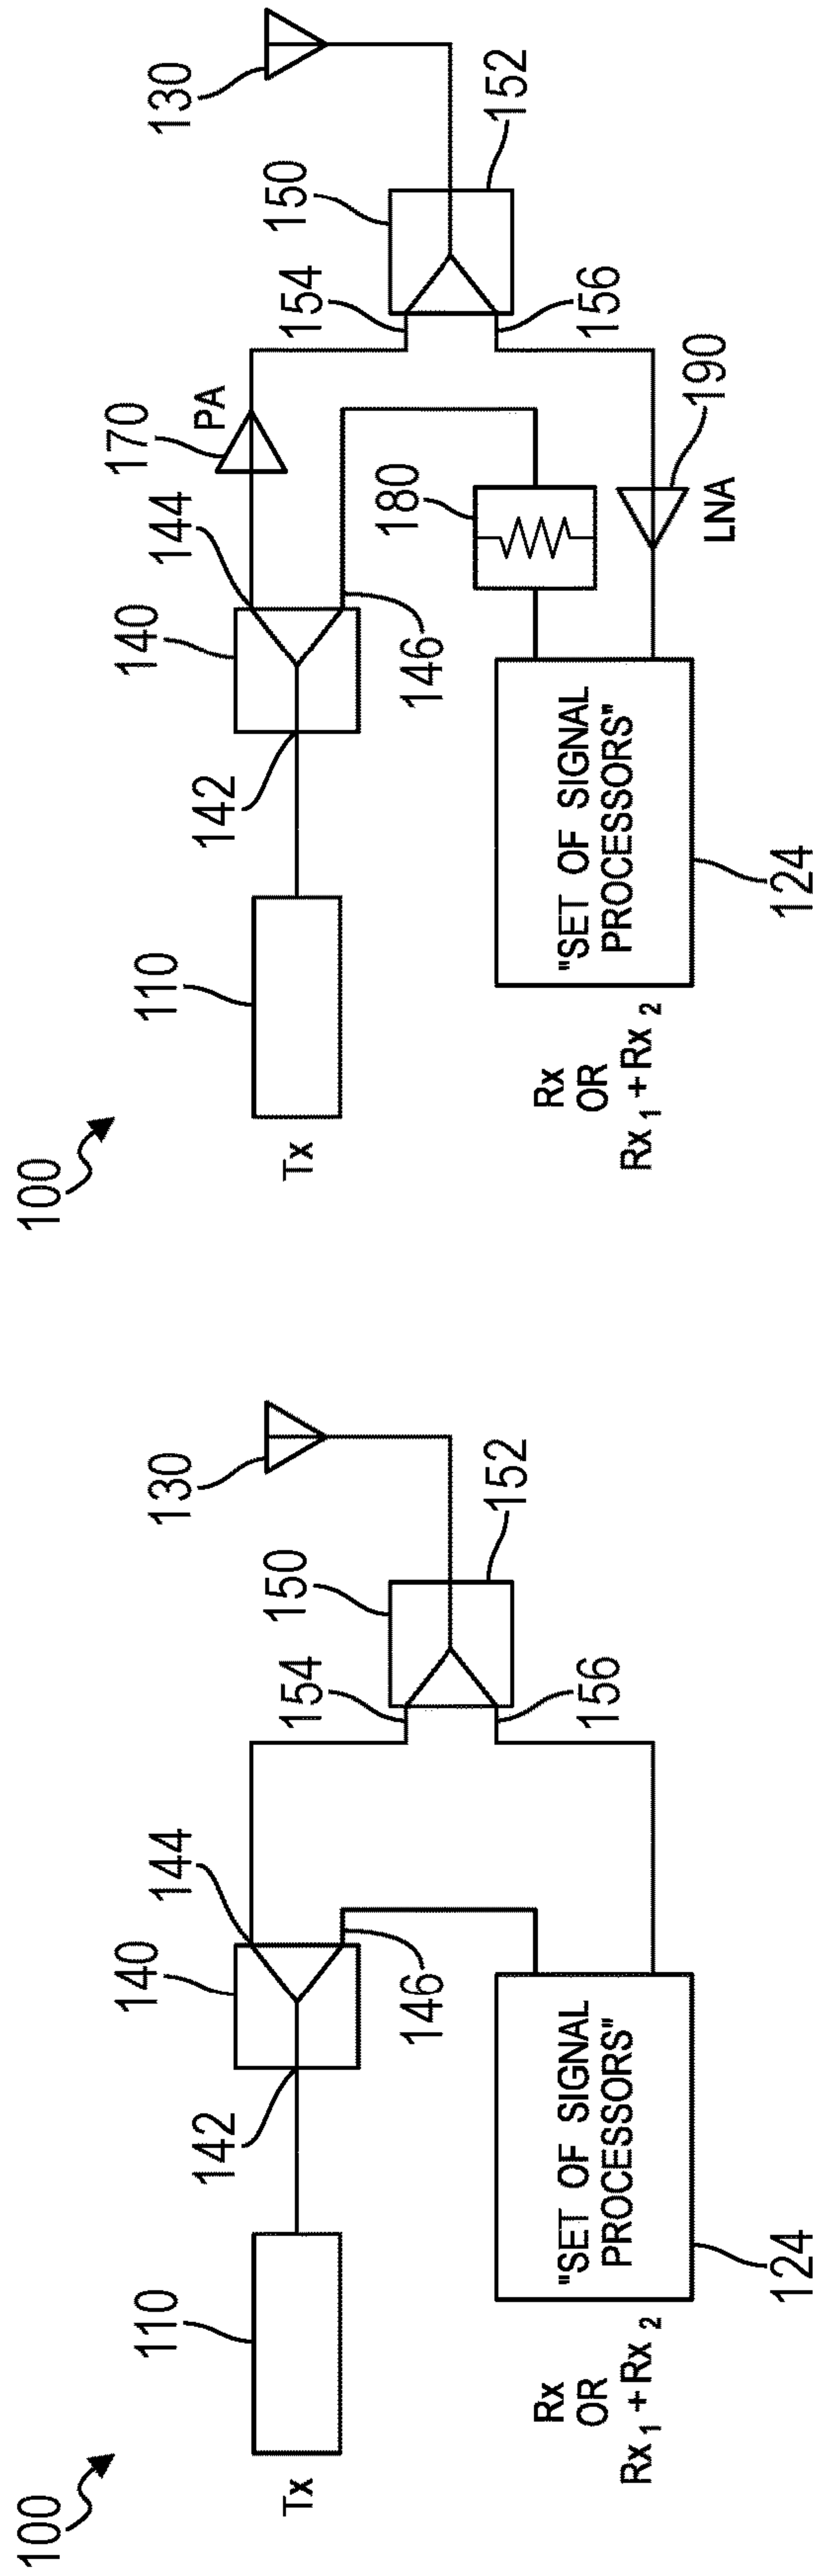 100
Tx
110
142
140
144
146
154
150
156
152
130
"SET OF SIGNAL
PROCESSORS"
124
Rx
OR
Rx 1 + Rx 2
100
Tx
110
142
140
144
146
170
PA
180
154
150
156
152
130
190
LNA
"SET OF SIGNAL
PROCESSORS"
124
Rx
OR
Rx 1 + Rx 2